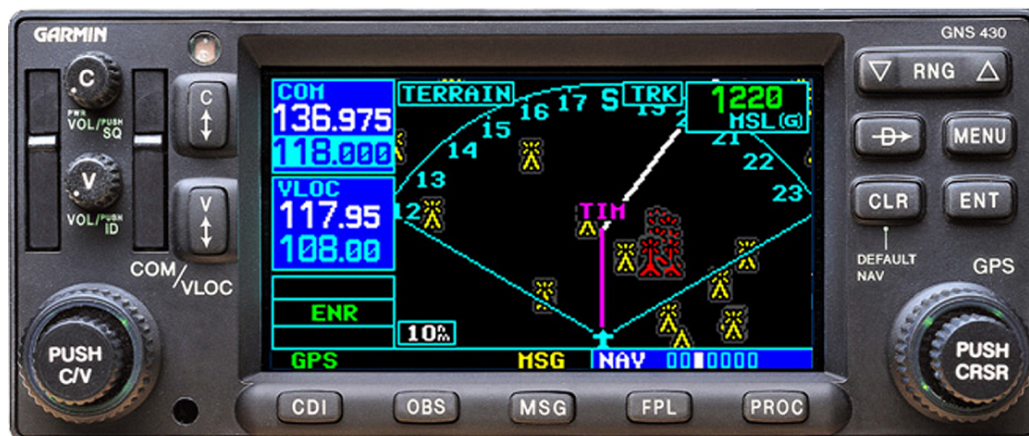 GARMIN
GNS 430
C
PWR
VOL/PUSH
SQ
V
VOL/PUSH
ID
C
V
COM/VLOC
PUSH
C/V
COM
136.975
118.000
VLOC
117.95
108.00
ENR
GPS
TERRAIN
TRK
1220
MSL(G)
12
13
14
15
16
17
S
19
21
22
23
TIM
10nm
MSG
NAV
RNG
D
MENU
CLR
ENT
DEFAULT
NAV
GPS
PUSH
CRSR
CDI
OBS
MSG
FPL
PROC